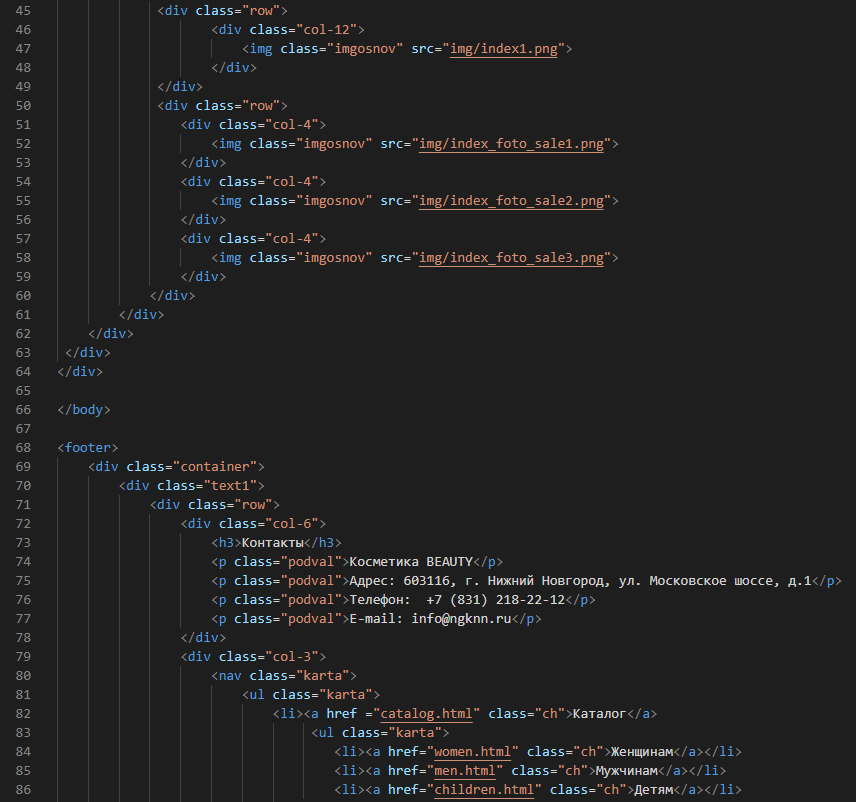 45 <div class="row">
46 <div class="col-12">
47 <img class="imgosnov" src="img/index1.png">
48 </div>
49 </div>
50 <div class="row">
51 <div class="col-4">
52 <img class="imgosnov" src="img/index_foto_sale1.png">
53 </div>
54 <div class="col-4">
55 <img class="imgosnov" src="img/index_foto_sale2.png">
56 </div>
57 <div class="col-4">
58 <img class="imgosnov" src="img/index_foto_sale3.png">
59 </div>
60 </div>
61 </div>
62 </div>
63 </div>
64 </div>
65
66 </body>
67
68 <footer>
69 <div class="container">
70 <div class="text1">
71 <div class="row">
72 <div class="col-6">
73 <h3>Контакты</h3>
74 <p class="podval">Косметика BEAUTY</p>
75 <p class="podval">Адрес: 603116, г. Нижний Новгород, ул. Московское шоссе, д.1</p>
76 <p class="podval">Телефон:  +7 (831) 218-22-12</p>
77 <p class="podval">E-mail: info@ngknn.ru</p>
78 </div>
79 <div class="col-3">
80 <nav class="karta">
81 <ul class="karta">
82 <li><a href ="catalog.html" class="ch">Каталог</a>
83 <ul class="karta">
84 <li><a href="women.html" class="ch">Женщинам</a></li>
85 <li><a href="men.html" class="ch">Мужчинам</a></li>
86 <li><a href="children.html" class="ch">Детям</a></li>